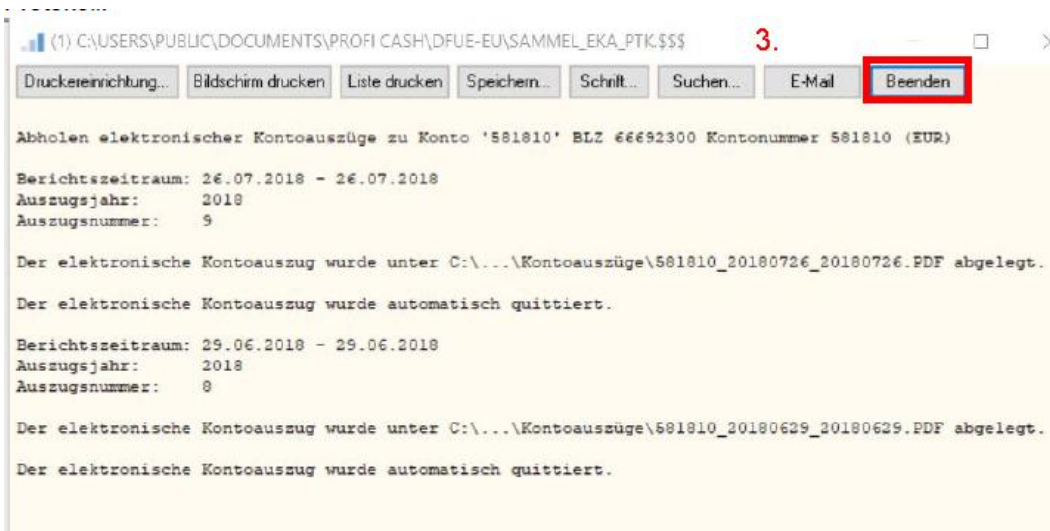 (1) C:\USERS\PUBLIC\DOCUMENTS\PROFI CASH\DFUE-EU\SAMMEL_EKA_PTK.$$$ 3.
Druckereinrichtung... Bildschirm drucken Liste drucken Speichern... Schrift... Suchen... E-Mail Beenden
Abholen elektronischer Kontoauszüge zu Konto '581810' BLZ 66692300 Kontonummer 581810 (EUR)
Berichtszeitraum: 26.07.2018 - 26.07.2018
Auszugsjahr: 2018
Auszugsnummer: 9
Der elektronische Kontoauszug wurde unter C:\...\Kontoauszüge\581810_20180726_20180726.PDF abgelegt.
Der elektronische Kontoauszug wurde automatisch quittiert.
Berichtszeitraum: 29.06.2018 - 29.06.2018
Auszugsjahr: 2018
Auszugsnummer: 8
Der elektronische Kontoauszug wurde unter C:\...\Kontoauszüge\581810_20180629_20180629.PDF abgelegt.
Der elektronische Kontoauszug wurde automatisch quittiert.